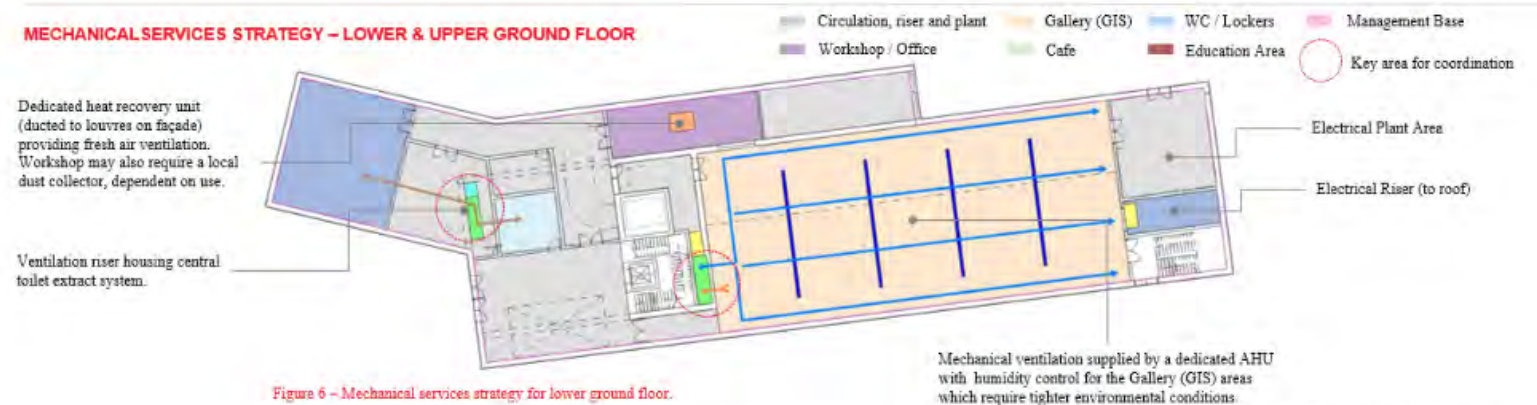 MECHANICAL SERVICES STRATEGY – LOWER & UPPER GROUND FLOOR
Circulation, riser and plant
Gallery (GIS)
WC / Lockers
Management Base
Workshop / Office
Cafe
Education Area
Key area for coordination
Dedicated heat recovery unit
(ducted to louvres on façade)
providing fresh air ventilation.
Workshop may also require a local
dust collector, dependent on use.
Electrical Plant Area
Electrical Riser (to roof)
Ventilation riser housing central
toilet extract system.
Mechanical ventilation supplied by a dedicated AHU
with humidity control for the Gallery (GIS) areas
which require tighter environmental conditions
Figure 6 – Mechanical services strategy for lower ground floor.